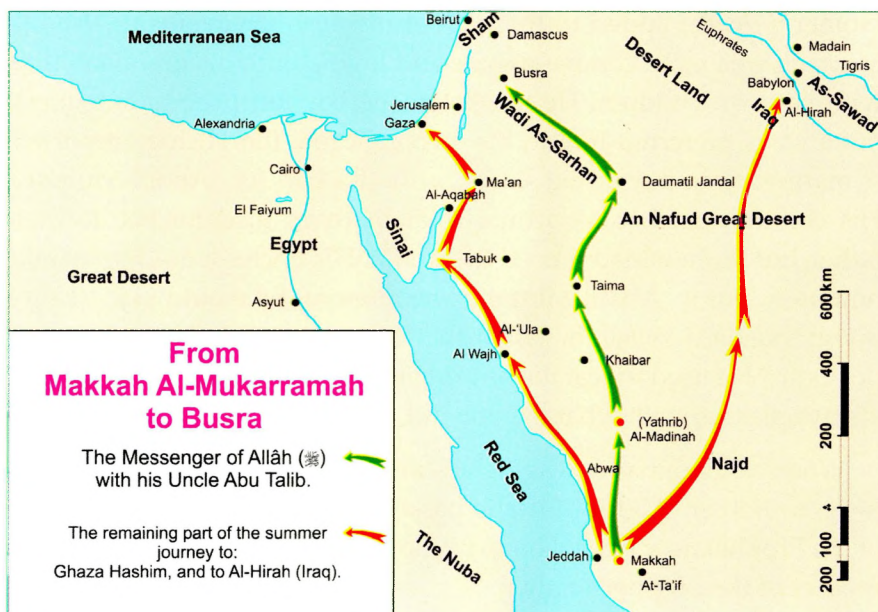 Mediterranean Sea
Beirut
Sham
Damascus
Busra
Desert Land
Euphrates
Madain
Tigris
As-Sawad
Babylon
Al-Hirah
Iraq
Jerusalem
Gaza
Alexandria
Wadi As-Sarhan
Cairo
Ma'an
Al-Aqabah
Daumatil Jandal
El Faiyum
Sinai
Egypt
An Nafud Great Desert
Great Desert
Tabuk
Taima
Asyut
Al-'Ula
Al Wajh
Khaibar
(Yathrib)
Al-Madinah
Red Sea
Abwa
Najd
The Nuba
Jeddah
Makkah
At-Ta'if
600km
400
200
100
200
From
Makkah Al-Mukarramah
to Busra
The Messenger of Allâh (ﷺ)
with his Uncle Abu Talib.
The remaining part of the summer
journey to:
Ghaza Hashim, and to Al-Hirah (Iraq).